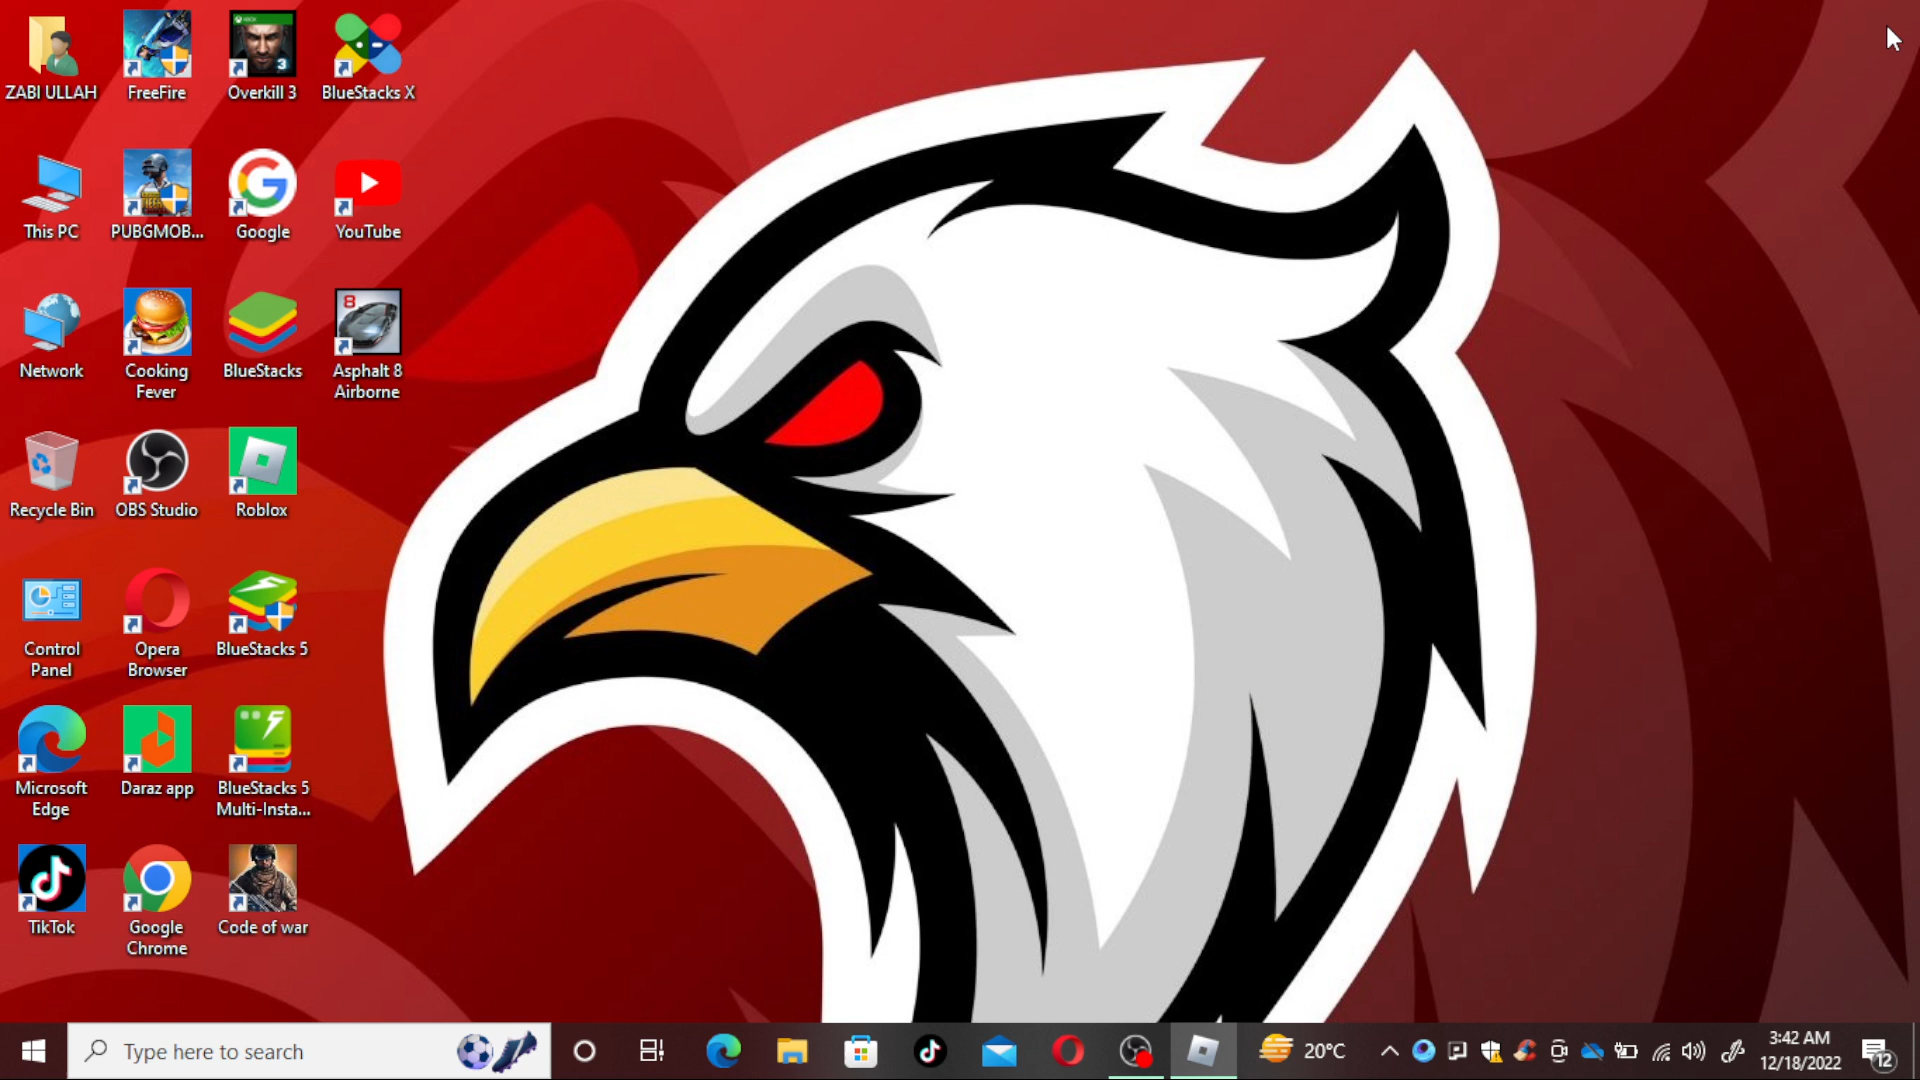 ZABI ULLAH
FreeFire
Overkill 3
BlueStacks X
This PC
PUBGMOB...
Google
YouTube
Network
Cooking
Fever
BlueStacks
8
Asphalt 8
Airborne
Recycle Bin
OBS Studio
Roblox
Control
Panel
Opera
Browser
BlueStacks 5
Microsoft
Edge
Daraz app
BlueStacks 5
Multi-Insta...
TikTok
Google
Chrome
Code of war
Type here to search
20°C
3:42 AM
12/18/2022
12